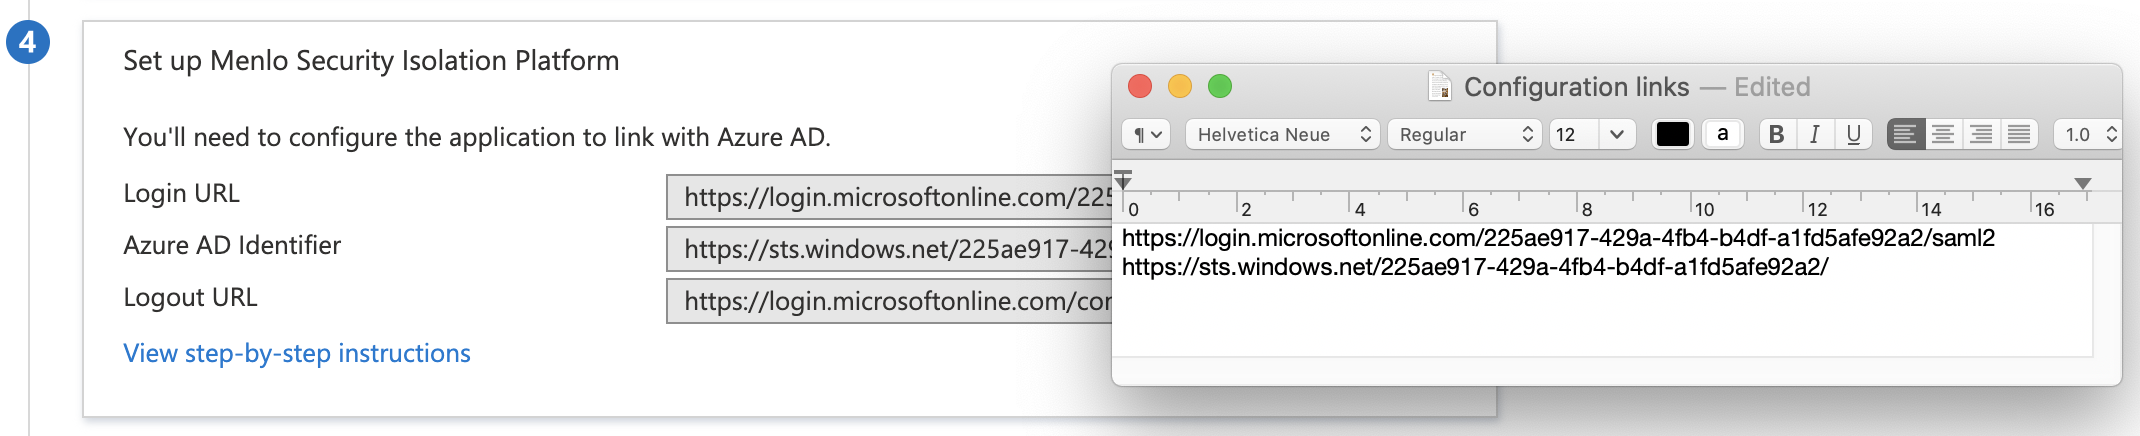 4
Set up Menlo Security Isolation Platform
You'll need to configure the application to link with Azure AD.
Login URL
https://login.microsoftonline.com/225
Azure AD Identifier
https://sts.windows.net/225ae917-429
Logout URL
https://login.microsoftonline.com/cor
View step-by-step instructions
Configuration links — Edited
¶ Helvetica Neue Regular 12 a B I U 1.0
0 2 4 6 8 10 12 14 16
https://login.microsoftonline.com/225ae917-429a-4fb4-b4df-a1fd5afe92a2/saml2
https://sts.windows.net/225ae917-429a-4fb4-b4df-a1fd5afe92a2/